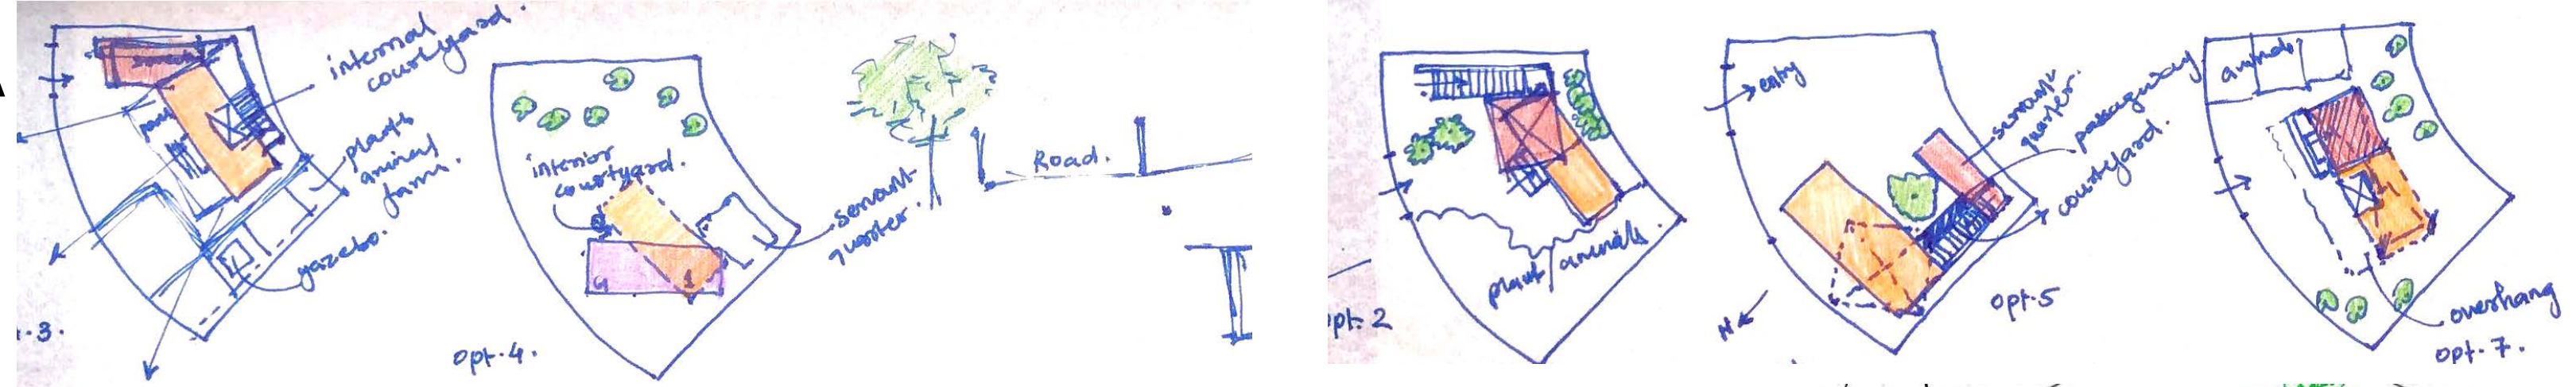 internal
courtyard.
plants
animal
farm.
gazebo.
.3.
interior
courtyard.
G
1
servant
quarter.
opt.4.
Road.
plant/animals.
opt.2
entry
servant
quarter.
passageway
courtyard.
N
opt.5
animals
overhang
opt.7.